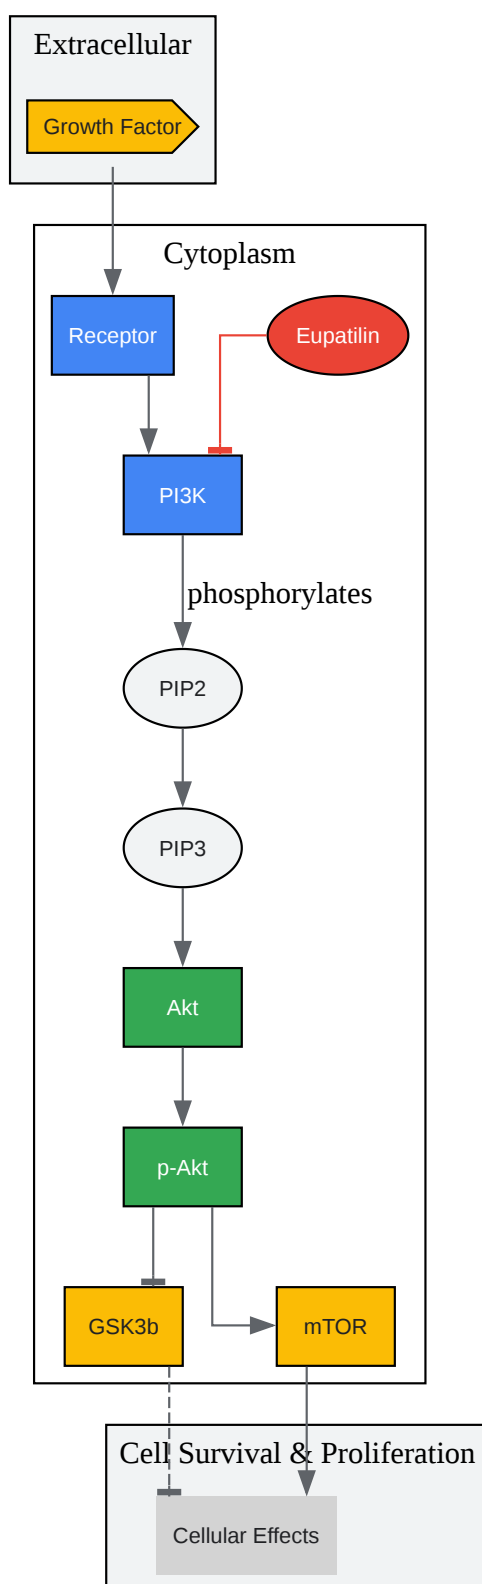 Extracellular
Growth Factor
Cytoplasm
Receptor
Eupatilin
PI3K
phosphorylates
PIP2
PIP3
Akt
p-Akt
GSK3b
mTOR
Cell Survival & Proliferation
Cellular Effects